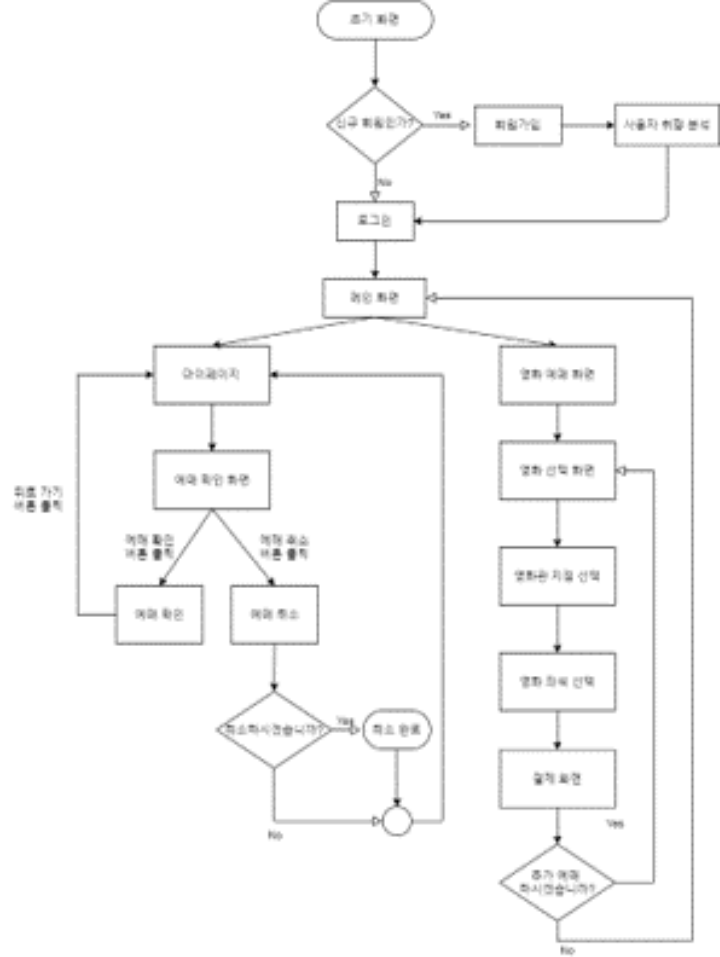 초기 화면
신규 회원인가?
Yes
회원가입
사용자 취향 분석
No
로그인
메인 화면
마이페이지
영화 예매 화면
예매 확인 화면
영화 선택 화면
뒤로 가기
버튼 클릭
예매 확인
버튼 클릭
예매 취소
버튼 클릭
예매 확인
예매 취소
영화관 지점 선택
영화 좌석 선택
취소하시겠습니까?
Yes
취소 완료
결제 화면
No
Yes
추가 예매
하시겠습니까?
No